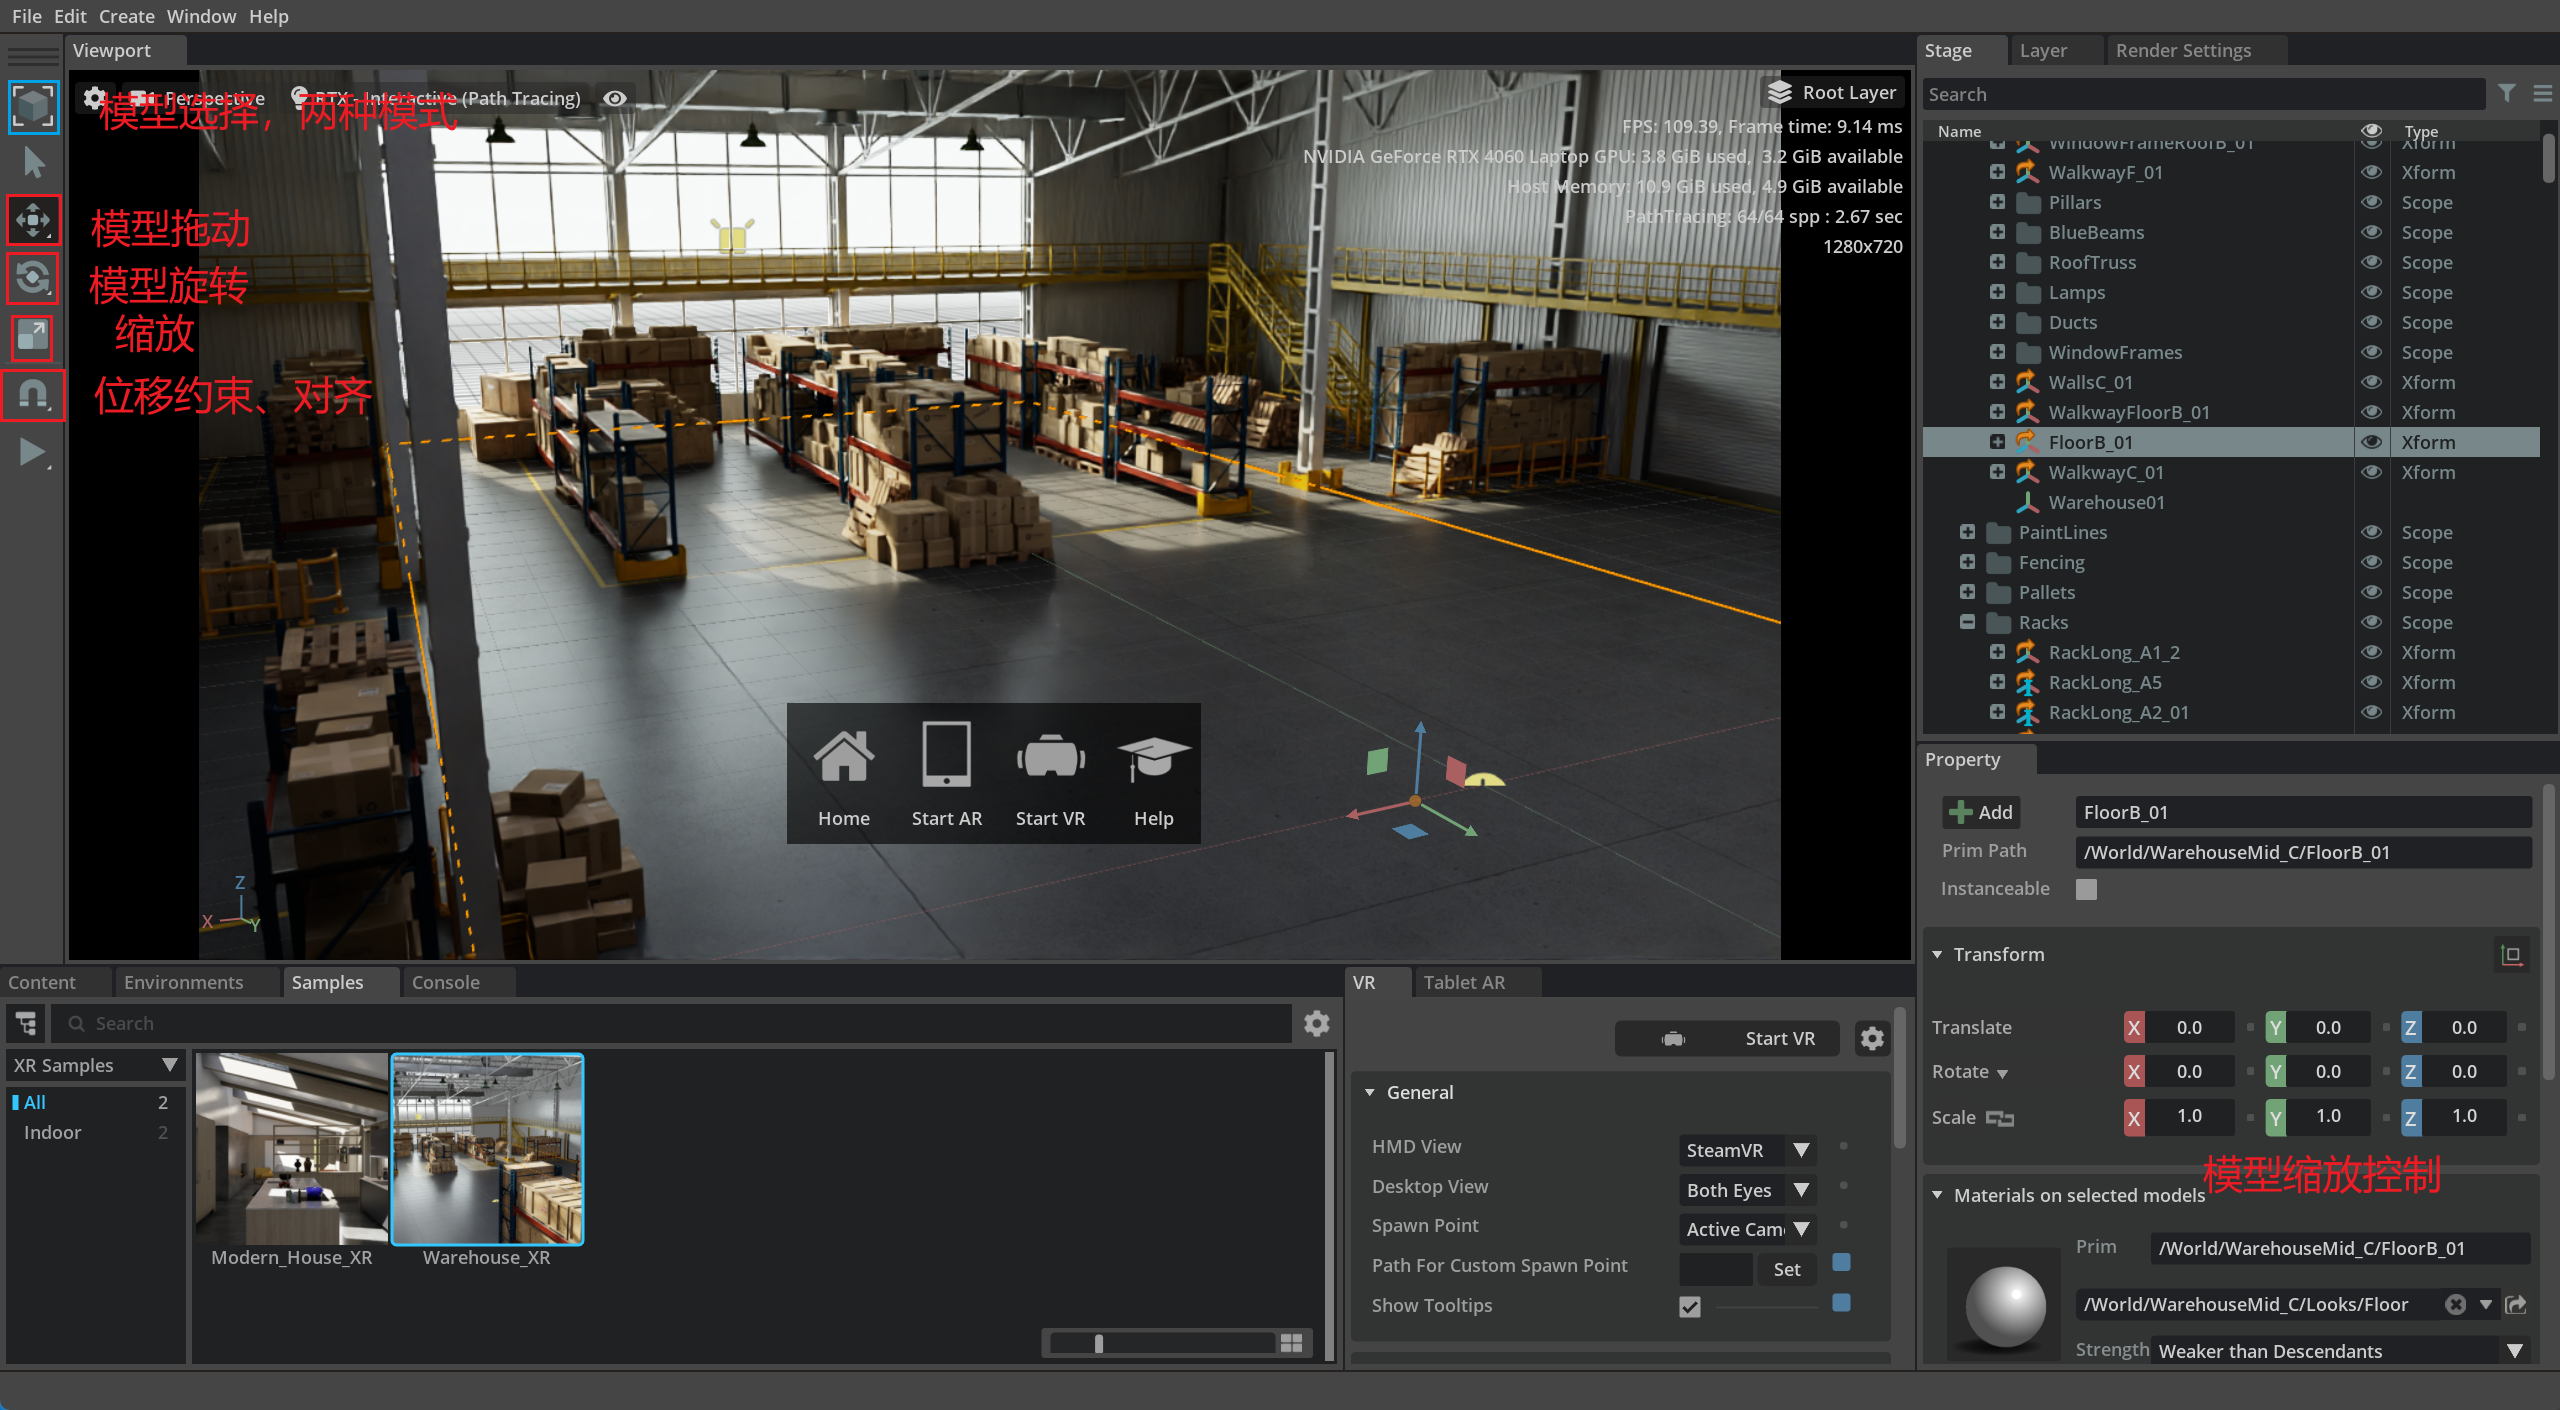 File Edit Create Window Help
Viewport
Perspective
RTX - Interactive (Path Tracing)
Root Layer
模型选择，两种模式
FPS: 109.39, Frame time: 9.14 ms
NVIDIA GeForce RTX 4060 Laptop GPU: 3.8 GiB used, 3.2 GiB available
Host Memory: 10.9 GiB used, 4.9 GiB available
PathTracing: 64/64 spp : 2.67 sec
1280x720
模型拖动
模型旋转
缩放
位移约束、对齐
Home Start AR Start VR Help
Z
X Y
Stage Layer Render Settings
Search
Name Type
WindowFrameRoofB_01 Xform
WalkwayF_01 Xform
Pillars Scope
BlueBeams Scope
RoofTruss Scope
Lamps Scope
Ducts Scope
WindowFrames Scope
WallsC_01 Xform
WalkwayFloorB_01 Xform
FloorB_01 Xform
WalkwayC_01 Xform
Warehouse01
PaintLines Scope
Fencing Scope
Pallets Scope
Racks Scope
RackLong_A1_2 Xform
RackLong_A5 Xform
RackLong_A2_01 Xform
Property
Add FloorB_01
Prim Path /World/WarehouseMid_C/FloorB_01
Instanceable
Transform
Translate X 0.0 Y 0.0 Z 0.0
Rotate X 0.0 Y 0.0 Z 0.0
Scale X 1.0 Y 1.0 Z 1.0
模型缩放控制
Materials on selected models
Prim /World/WarehouseMid_C/FloorB_01
/World/WarehouseMid_C/Looks/Floor
Strength Weaker than Descendants
Content Environments Samples Console
Search
XR Samples
All 2
Indoor 2
Modern_House_XR Warehouse_XR
VR Tablet AR
Start VR
General
HMD View SteamVR
Desktop View Both Eyes
Spawn Point Active Cam
Path For Custom Spawn Point Set
Show Tooltips